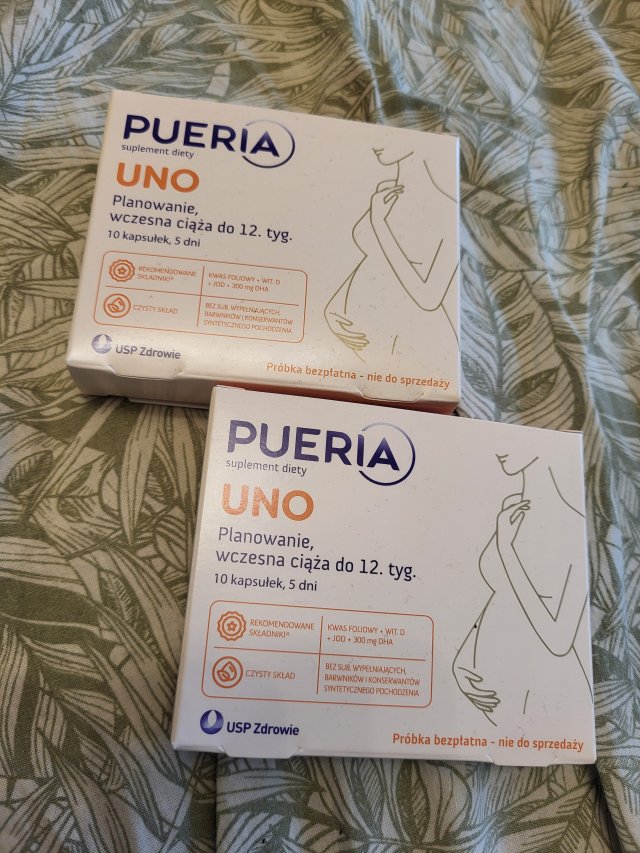 PUERIA
suplement diety
UNO
Planowanie,
wczesna ciąża do 12. tyg.
10 kapsułek, 5 dni
REKOMENDOWANE
SKŁADNIKI*
KWAS FOLIOWY + WIT. D
+ JOD + 300 mg DHA
CZYSTY SKŁAD
BEZ SUB. WYPEŁNIAJĄCYCH,
BARWNIKÓW I KONSERWANTÓW
SYNTETYCZNEGO POCHODZENIA
USP Zdrowie
Próbka bezpłatna - nie do sprzedaży
PUERIA
suplement diety
UNO
Planowanie,
wczesna ciąża do 12. tyg.
10 kapsułek, 5 dni
REKOMENDOWANE
SKŁADNIKI*
KWAS FOLIOWY + WIT. D
+ JOD + 300 mg DHA
CZYSTY SKŁAD
BEZ SUB. WYPEŁNIAJĄCYCH,
BARWNIKÓW I KONSERWANTÓW
SYNTETYCZNEGO POCHODZENIA
USP Zdrowie
Próbka bezpłatna - nie do sprzedaży